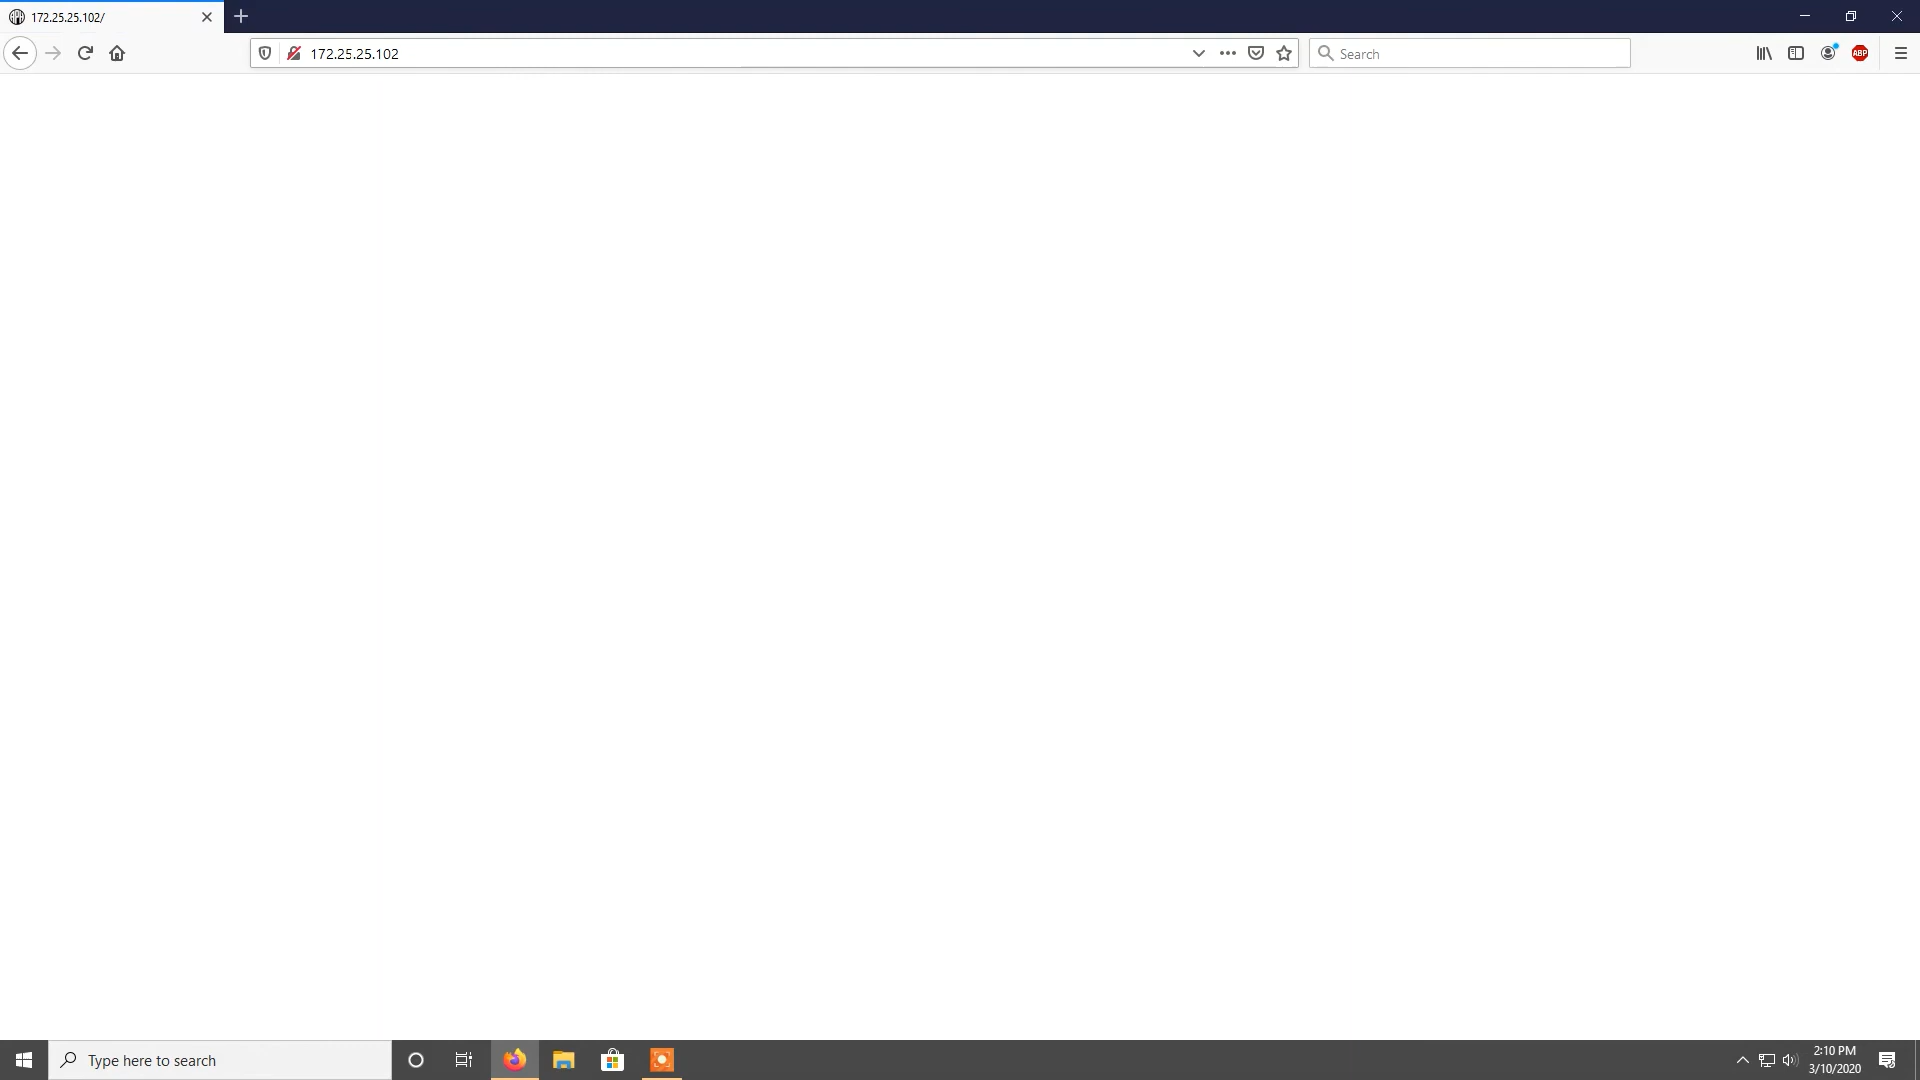 172.25.25.102/
172.25.25.102
Search
ABP
Type here to search
2:10 PM
3/10/2020